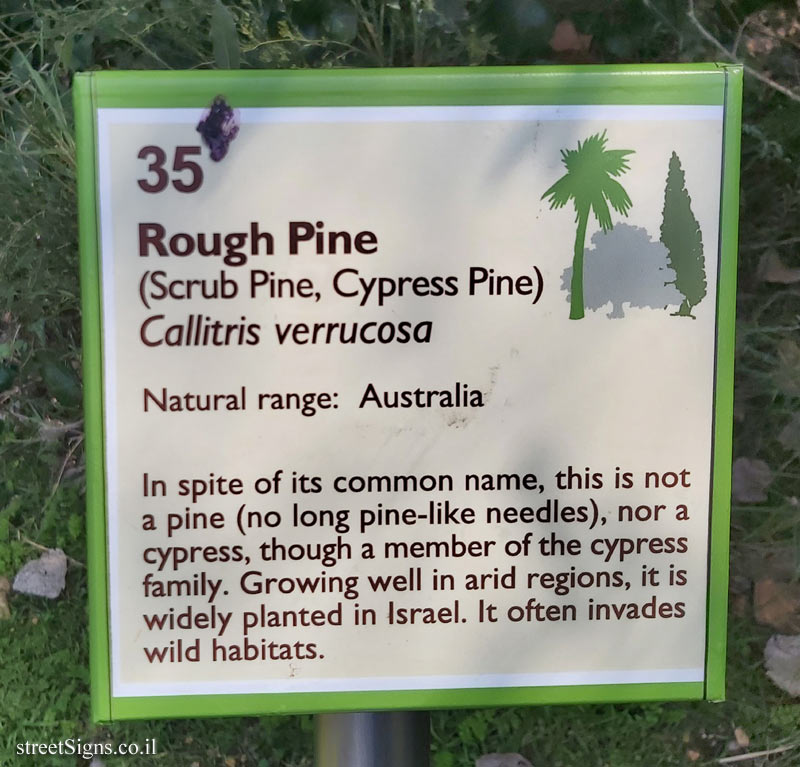 35
Rough Pine
(Scrub Pine, Cypress Pine)
Callitris verrucosa
Natural range: Australia
In spite of its common name, this is not
a pine (no long pine-like needles), nor a
cypress, though a member of the cypress
family. Growing well in arid regions, it is
widely planted in Israel. It often invades
wild habitats.
streetSigns.co.il